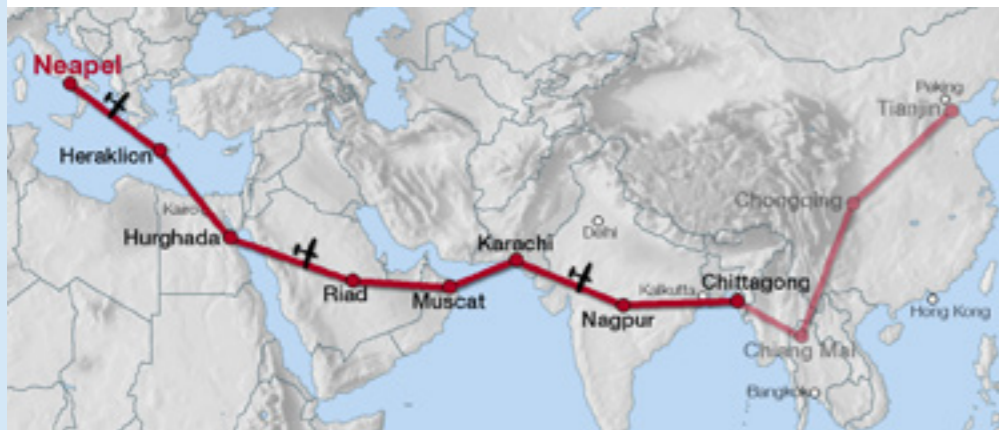 Neapel
Peking
Tianjin
Heraklion
Chongqing
Kairo
Hurghada
Karachi
Delhi
Riad
Muscat
Chittagong
Kalkutta
Nagpur
Hong Kong
Chiang Mai
Bangkok